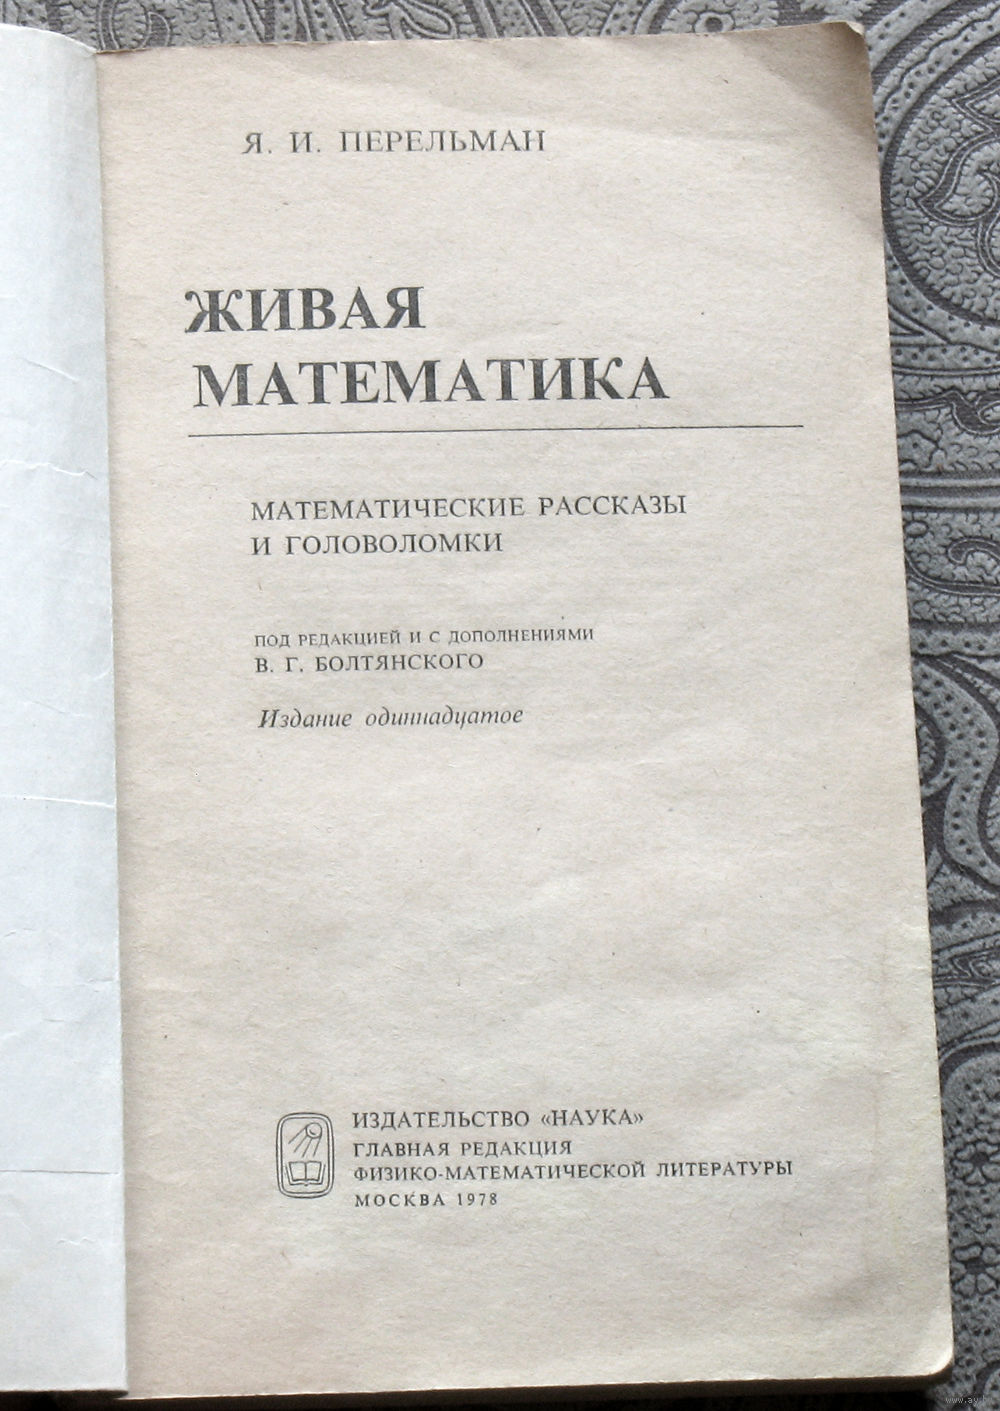 Я. И. ПЕРЕЛЬМАН
ЖИВАЯ
МАТЕМАТИКА
МАТЕМАТИЧЕСКИЕ РАССКАЗЫ
И ГОЛОВОЛОМКИ
ПОД РЕДАКЦИЕЙ И С ДОПОЛНЕНИЯМИ
В. Г. БОЛТЯНСКОГО
Издание одиннадцатое
ИЗДАТЕЛЬСТВО «НАУКА»
ГЛАВНАЯ РЕДАКЦИЯ
ФИЗИКО-МАТЕМАТИЧЕСКОЙ ЛИТЕРАТУРЫ
МОСКВА 1978